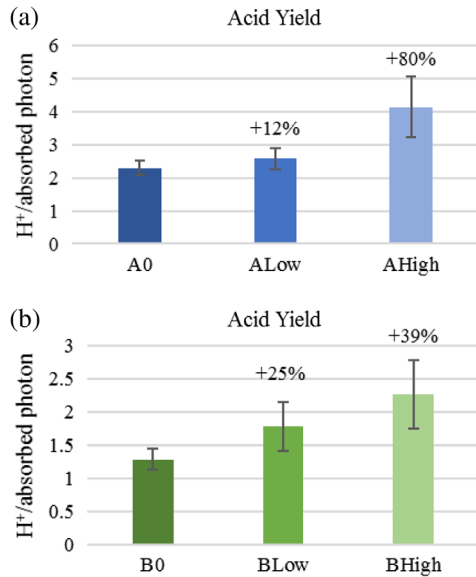 (a)
Acid Yield
H⁺/absorbed photon
6
5
4
3
2
1
0
+12%
+80%
A0 ALow AHigh
(b)
Acid Yield
H⁺/absorbed photon
3
2.5
2
1.5
1
0.5
0
+25%
+39%
B0 BLow BHigh